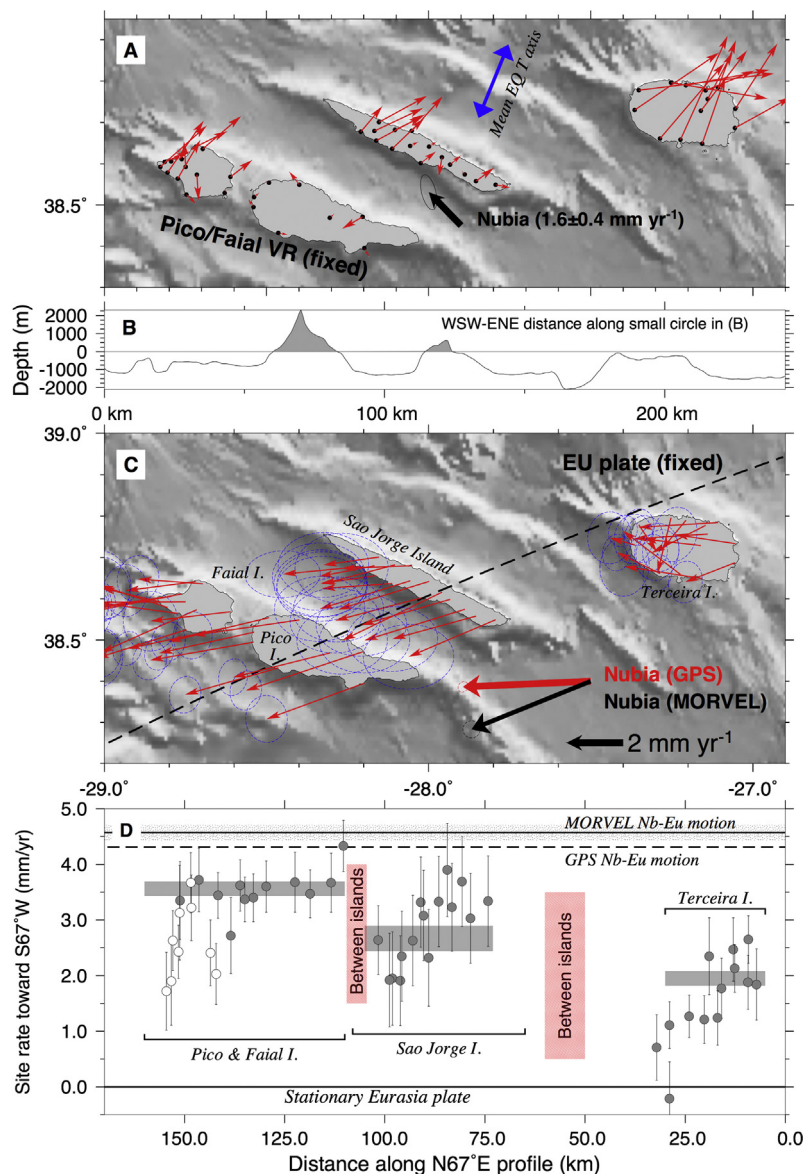 A
Mean EQ T axis
38.5°
Nubia (1.6±0.4 mm yr-1)
Pico/Faial VR (fixed)
B
WSW-ENE distance along small circle in (B)
Depth (m)
2000
1000
0
-1000
-2000
0 km
100 km
200 km
39.0°
C
EU plate (fixed)
Sao Jorge Island
Faial I.
Terceira I.
38.5°
Pico
I.
Nubia (GPS)
Nubia (MORVEL)
2 mm yr-1
-29.0°
-28.0°
-27.0°
5.0
D
MORVEL Nb-Eu motion
GPS Nb-Eu motion
4.0
Terceira I.
3.0
Between islands
Between islands
2.0
1.0
Pico & Faial I.
Sao Jorge I.
0.0
Stationary Eurasia plate
Site rate toward S67°W (mm/yr)
150.0
125.0
100.0
75.0
50.0
25.0
0.0
Distance along N67°E profile (km)